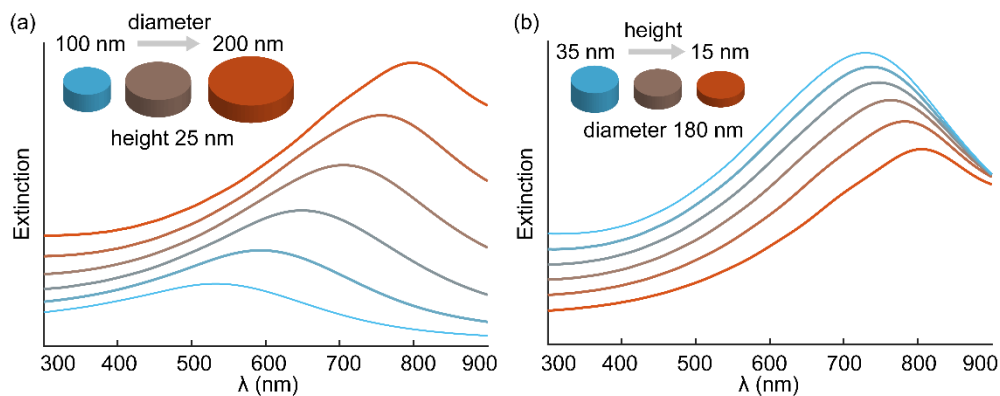 (a)
diameter
100 nm
200 nm
height 25 nm
Extinction
300 400 500 600 700 800 900
λ (nm)
(b)
height
35 nm
15 nm
diameter 180 nm
Extinction
300 400 500 600 700 800 900
λ (nm)